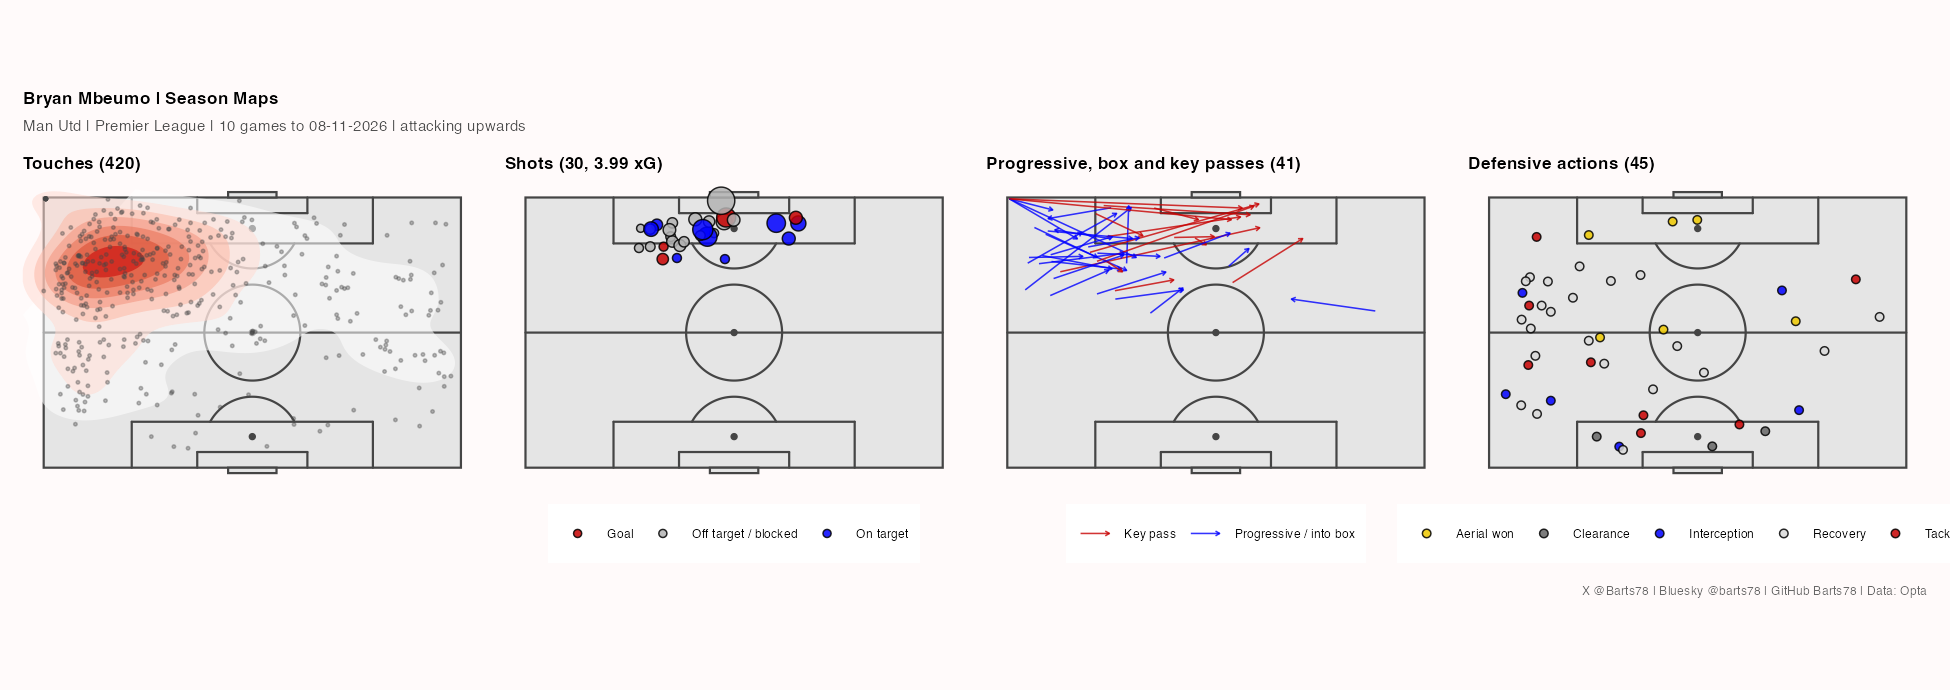 Bryan Mbeumo | Season Maps
Man Utd | Premier League | 10 games to 08-11-2026 | attacking upwards
Touches (420)
Shots (30, 3.99 xG)
Progressive, box and key passes (41)
Defensive actions (45)
Goal
Off target / blocked
On target
Key pass
Progressive / into box
Aerial won
Clearance
Interception
Recovery
Tack
X @Barts78 | Bluesky @barts78 | GitHub Barts78 | Data: Opta